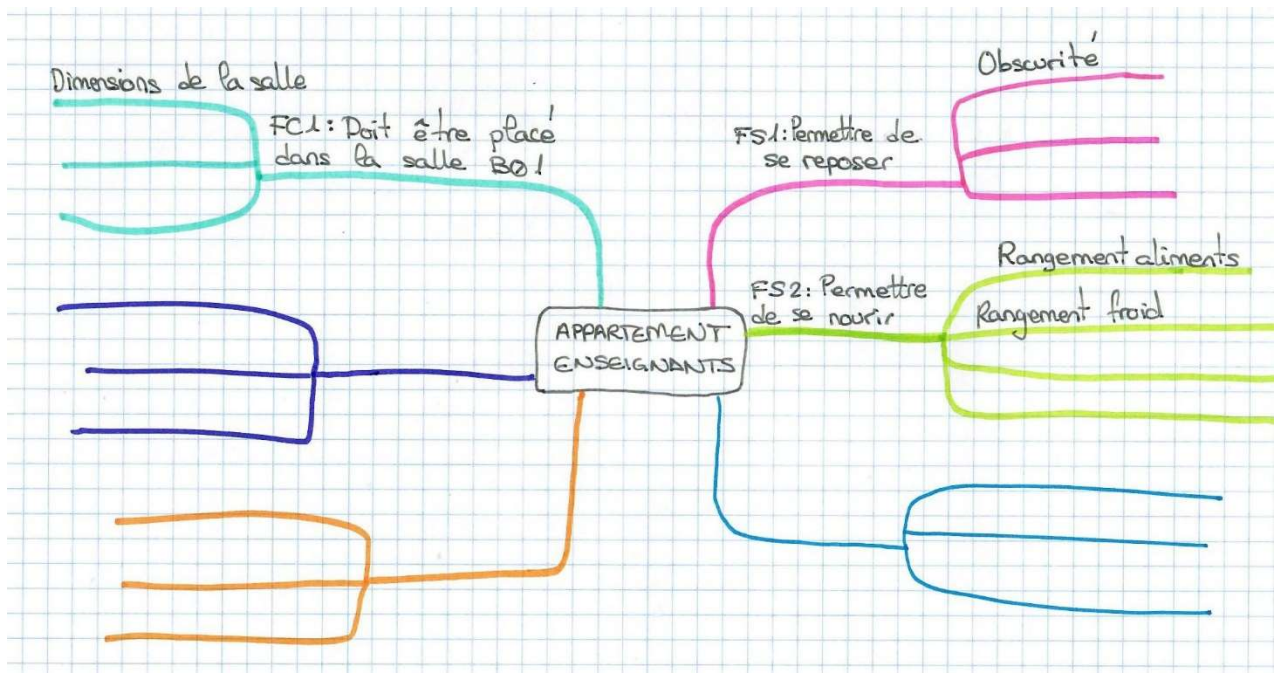 Dimensions de la salle
FC1: Doit être placé
dans la salle B01
APPARTEMENT
ENSEIGNANTS
Obscurité
FS1: Permettre de
se reposer
Rangement aliments
FS2: Permettre
de se nourir
Rangement froid